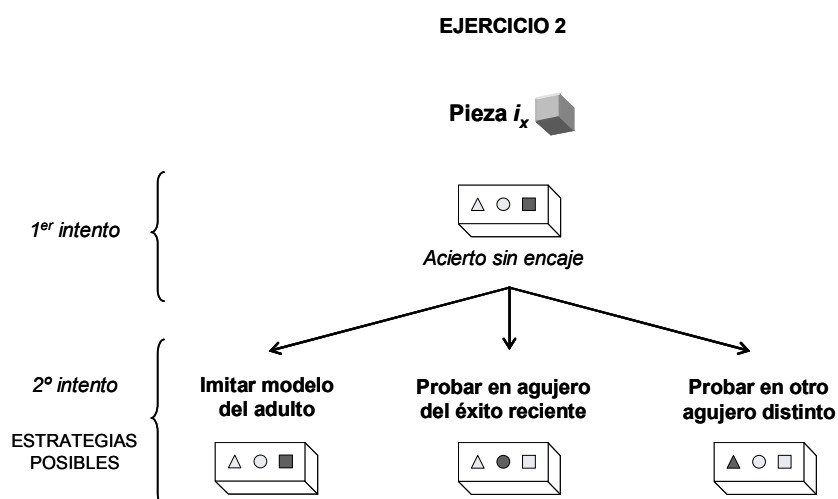 EJERCICIO 2
Pieza ix
1er intento
Acierto sin encaje
2º intento
ESTRATEGIAS
POSIBLES
Imitar modelo
del adulto
Probar en agujero
del éxito reciente
Probar en otro
agujero distinto